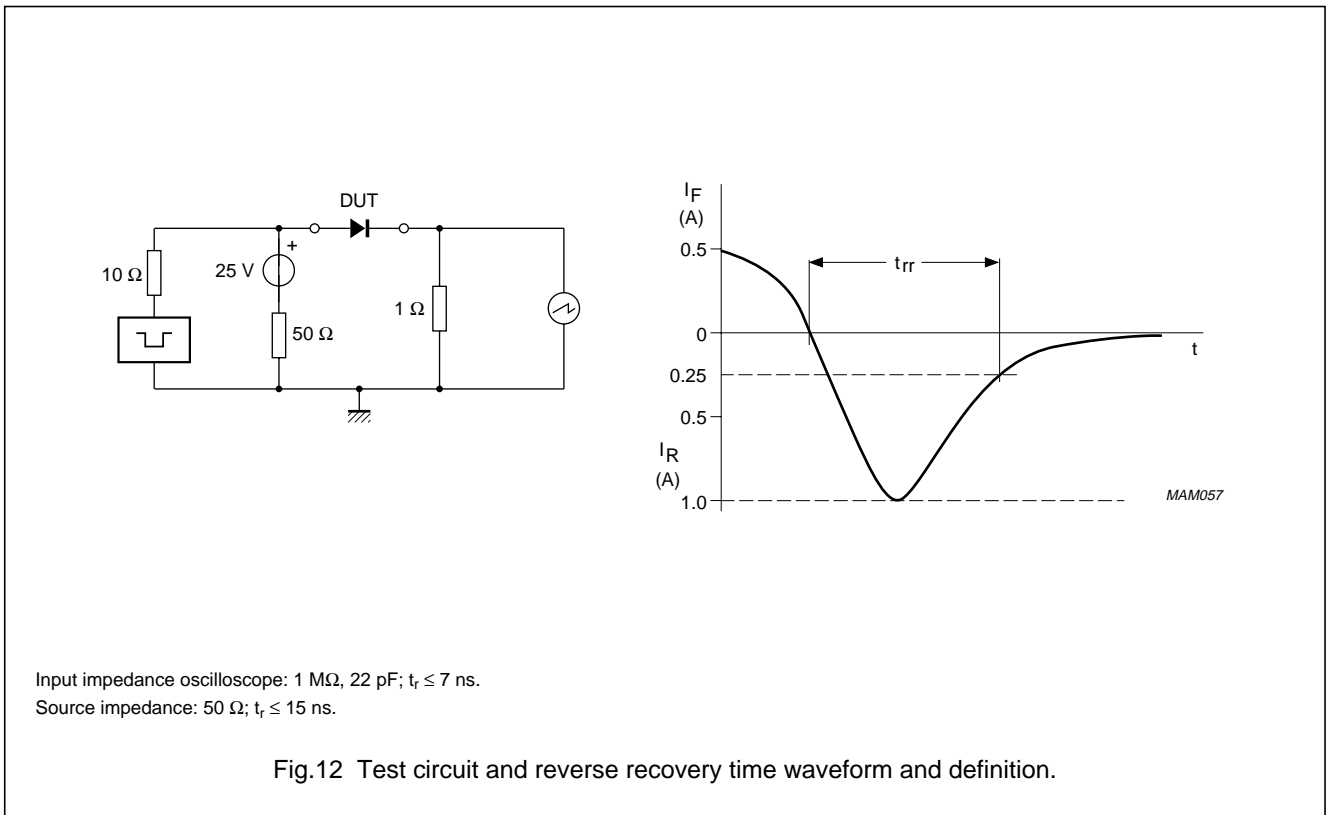 DUT
+
10 Ω
25 V
50 Ω
1 Ω
I_F
(A)
0.5
t_rr
0
t
0.25
0.5
I_R
(A)
1.0
MAM057
Input impedance oscilloscope: 1 MΩ, 22 pF; t_r ≤ 7 ns.
Source impedance: 50 Ω; t_r ≤ 15 ns.
Fig.12 Test circuit and reverse recovery time waveform and definition.